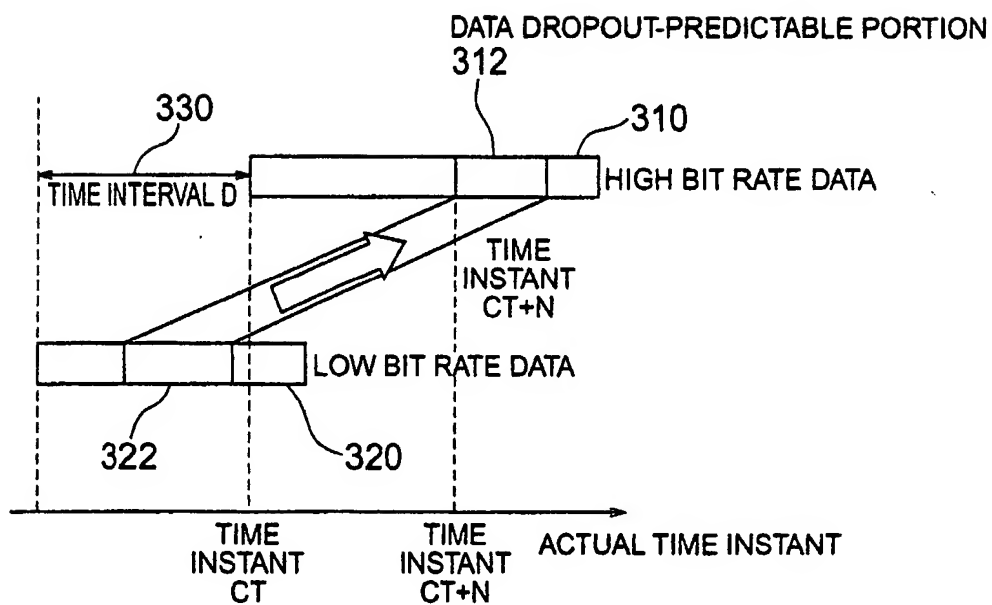 DATA DROPOUT-PREDICTABLE PORTION
312
330
310
TIME INTERVAL D
HIGH BIT RATE DATA
TIME
INSTANT
CT+N
LOW BIT RATE DATA
322
320
TIME
INSTANT
CT
TIME
INSTANT
CT+N
ACTUAL TIME INSTANT